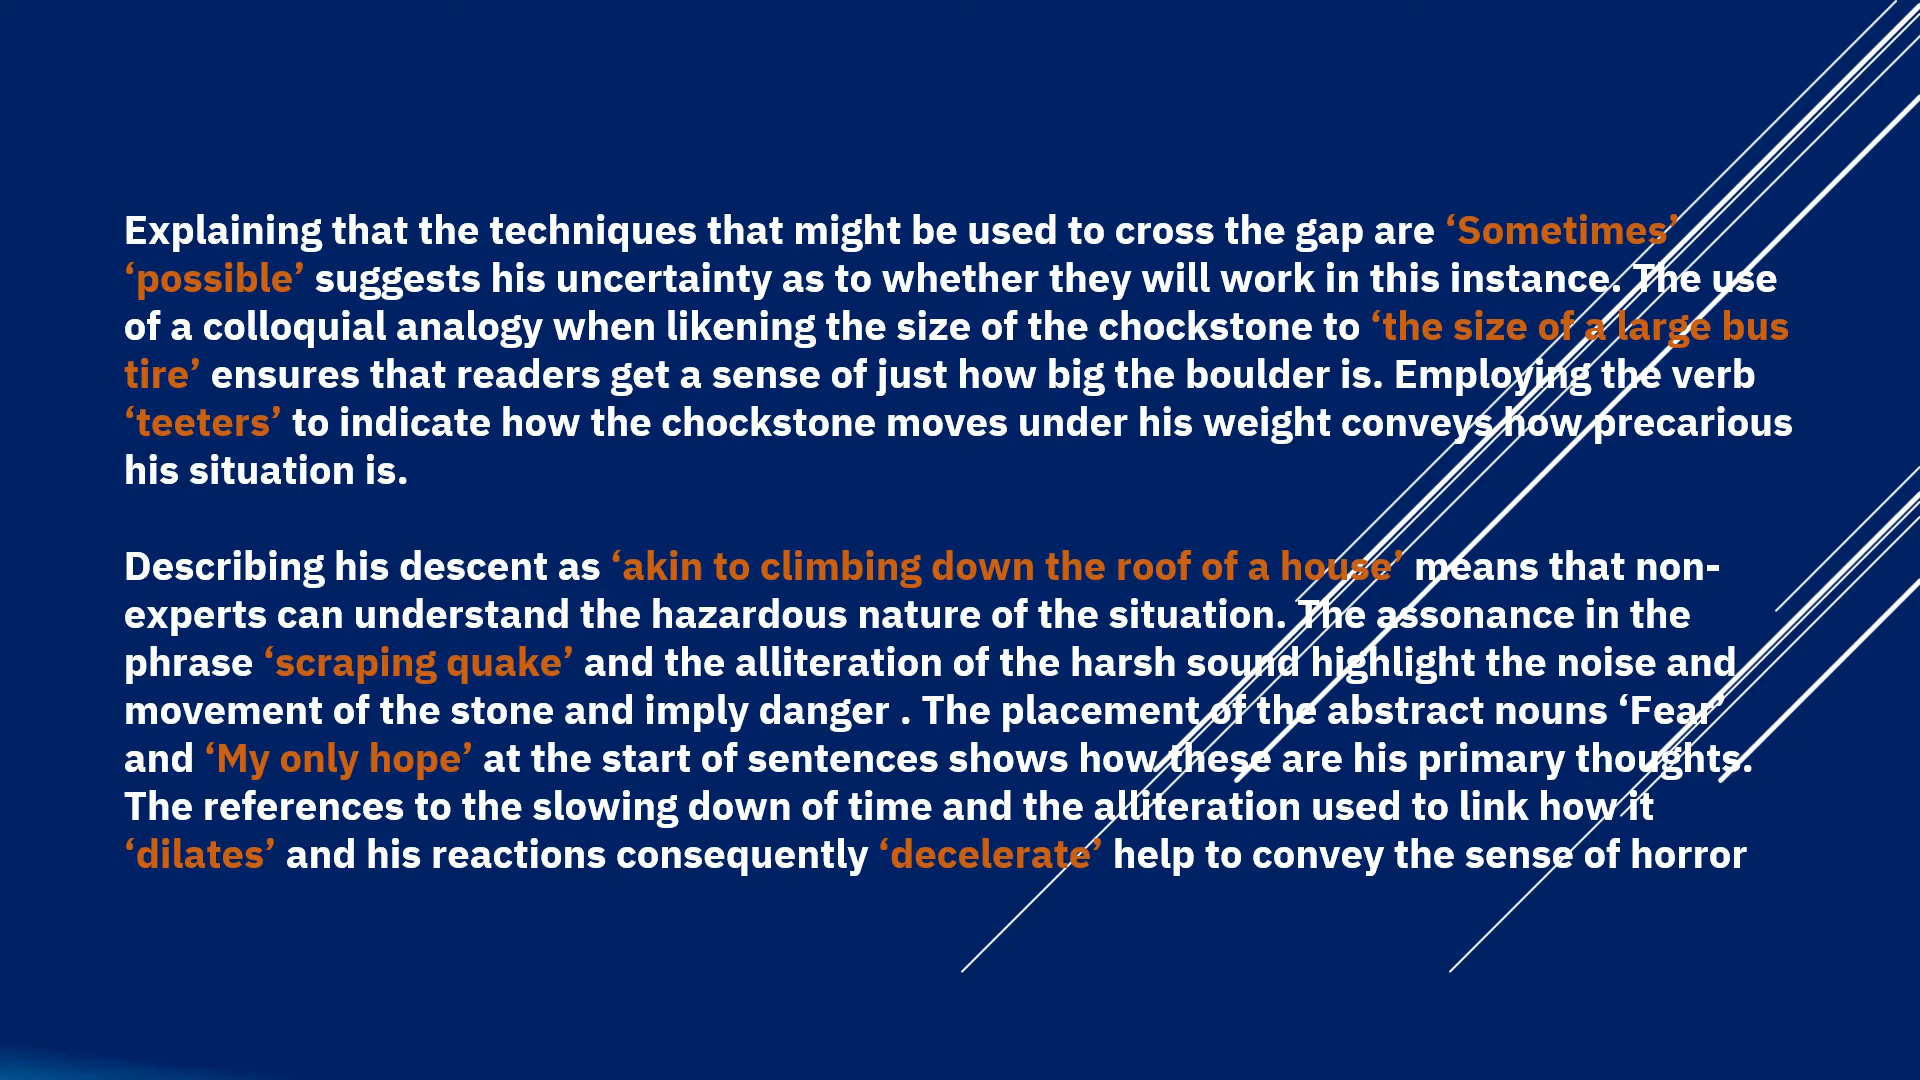 Explaining that the techniques that might be used to cross the gap are ‘Sometimes’
‘possible’ suggests his uncertainty as to whether they will work in this instance. The use
of a colloquial analogy when likening the size of the chockstone to ‘the size of a large bus
tire’ ensures that readers get a sense of just how big the boulder is. Employing the verb
‘teeters’ to indicate how the chockstone moves under his weight conveys how precarious
his situation is.
Describing his descent as ‘akin to climbing down the roof of a house’ means that non-
experts can understand the hazardous nature of the situation. The assonance in the
phrase ‘scraping quake’ and the alliteration of the harsh sound highlight the noise and
movement of the stone and imply danger . The placement of the abstract nouns ‘Fear’
and ‘My only hope’ at the start of sentences shows how these are his primary thoughts.
The references to the slowing down of time and the alliteration used to link how it
‘dilates’ and his reactions consequently ‘decelerate’ help to convey the sense of horror